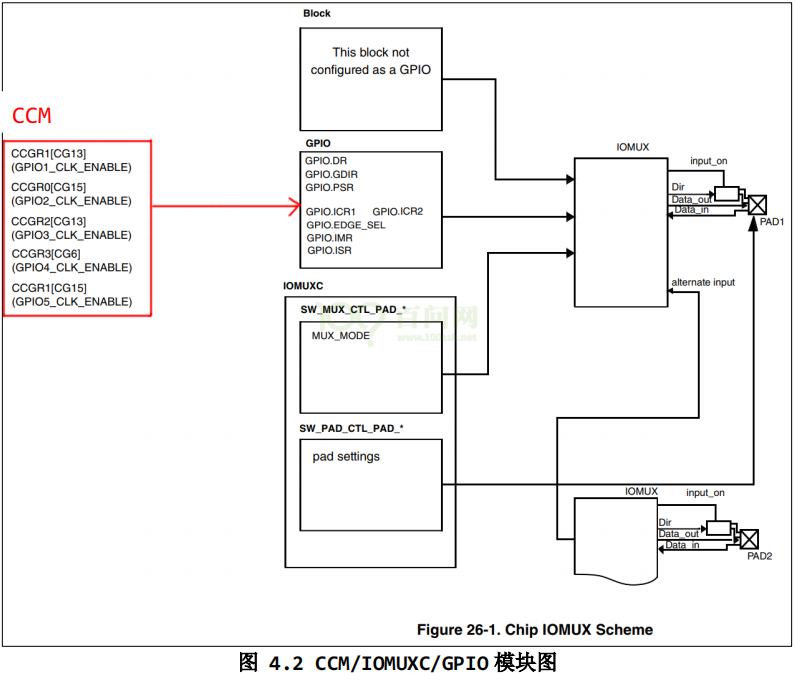 Block
This block not
configured as a GPIO
CCM
CCGR1[CG13]
(GPIO1_CLK_ENABLE)
CCGR0[CG15]
(GPIO2_CLK_ENABLE)
CCGR2[CG13]
(GPIO3_CLK_ENABLE)
CCGR3[CG6]
(GPIO4_CLK_ENABLE)
CCGR1[CG15]
(GPIO5_CLK_ENABLE)
GPIO
GPIO.DR
GPIO.GDIR
GPIO.PSR
GPIO.ICR1 GPIO.ICR2
GPIO.EDGE_SEL
GPIO.IMR
GPIO.ISR
IOMUXC
SW_MUX_CTL_PAD_*
MUX_MODE
百问网
SW_PAD_CTL_PAD_*
pad settings
IOMUX
input_on
Dir
Data_out
Data_in
PAD1
alternate input
IOMUX
input_on
Dir
Data_out
Data_in
PAD2
Figure 26-1. Chip IOMUX Scheme
图 4.2 CCM/IOMUXC/GPIO 模块图